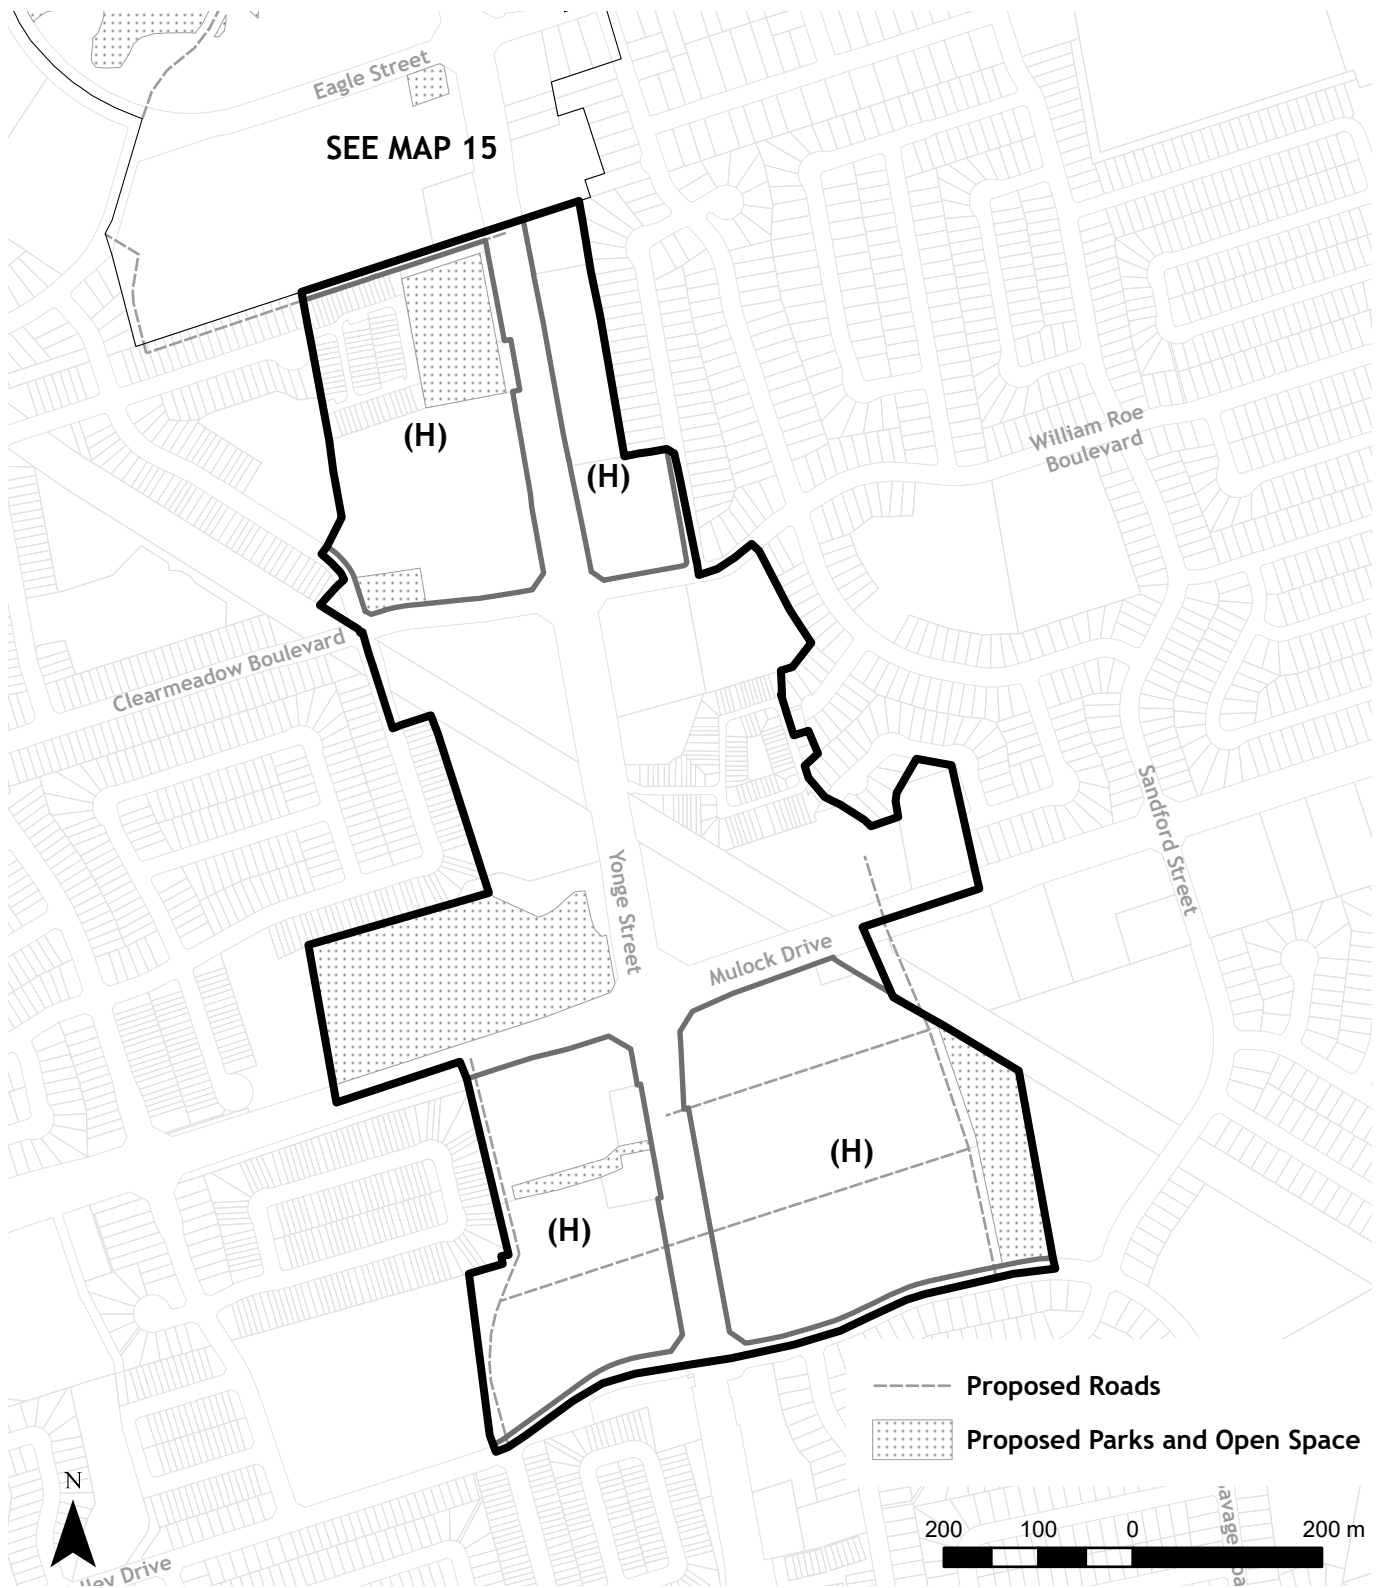 Eagle Street
SEE MAP 15
William Roe
Boulevard
(H)
(H)
Clearmeadow Boulevard
Sandford Street
Yonge Street
Mulock Drive
(H)
(H)
Proposed Roads
Proposed Parks and Open Space
N
200 100 0 200 m
Drive